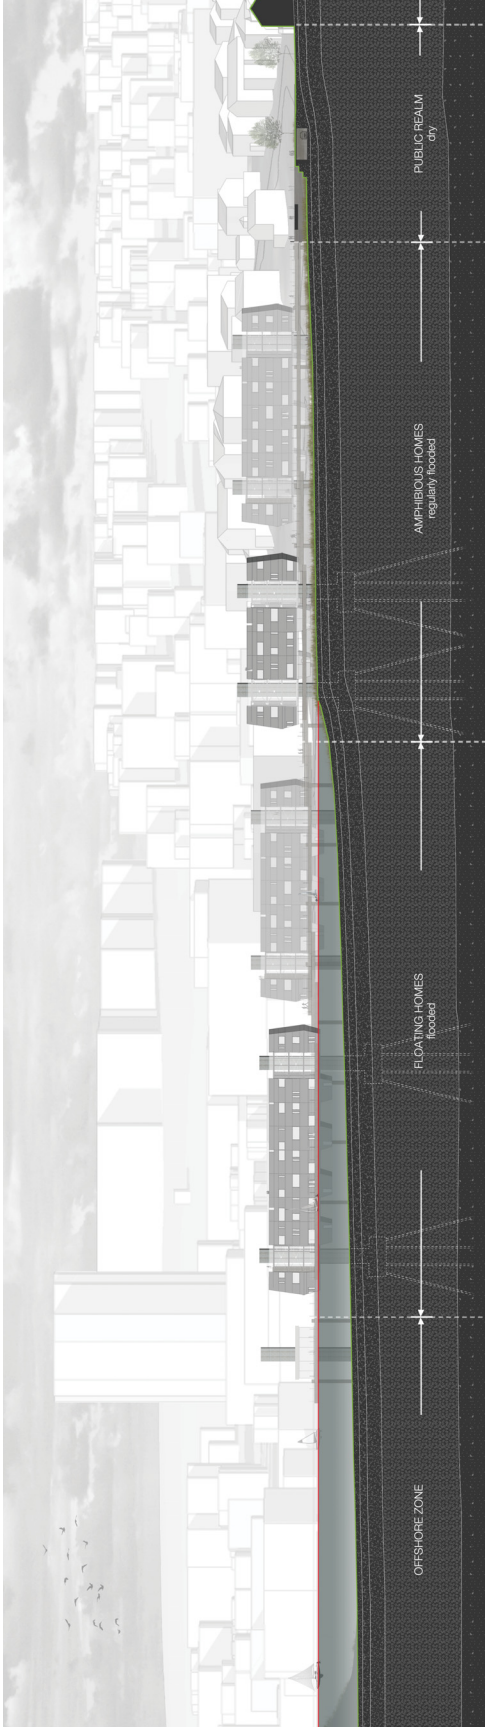 OFFSHORE ZONE
FLOATING HOMES
flooded
AMPHIBIOUS HOMES
regularly flooded
PUBLIC REALM
dry